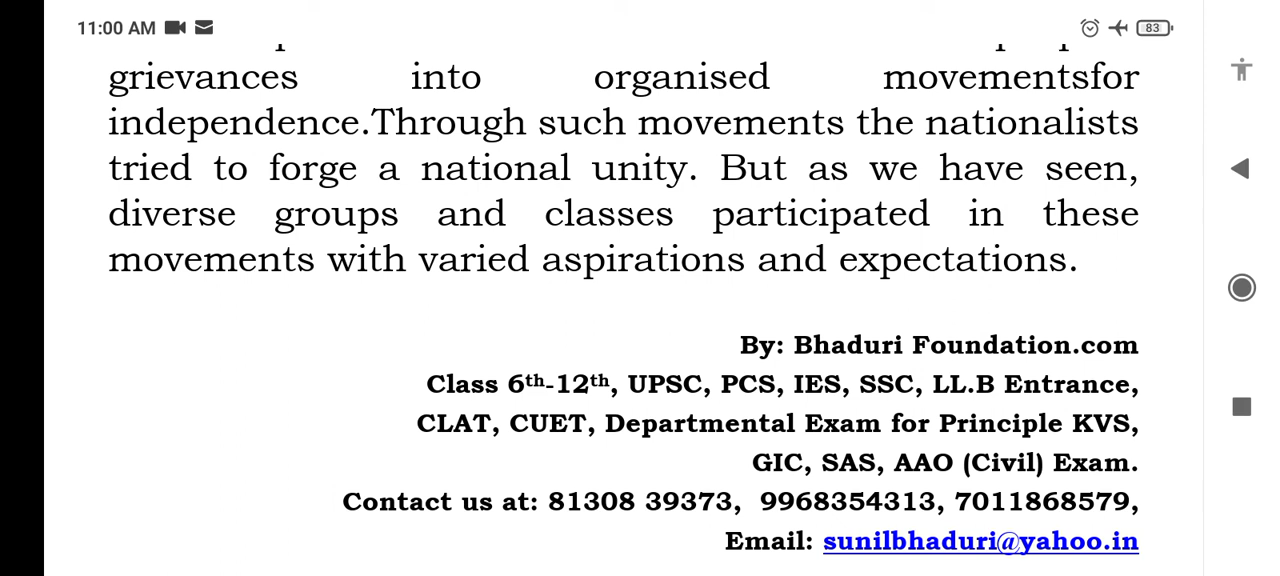 11:00 AM
83
grievances into organised movementsfor
independence.Through such movements the nationalists
tried to forge a national unity. But as we have seen,
diverse groups and classes participated in these
movements with varied aspirations and expectations.
By: Bhaduri Foundation.com
Class 6th-12th, UPSC, PCS, IES, SSC, LL.B Entrance,
CLAT, CUET, Departmental Exam for Principle KVS,
GIC, SAS, AAO (Civil) Exam.
Contact us at: 81308 39373, 9968354313, 7011868579,
Email: sunilbhaduri@yahoo.in